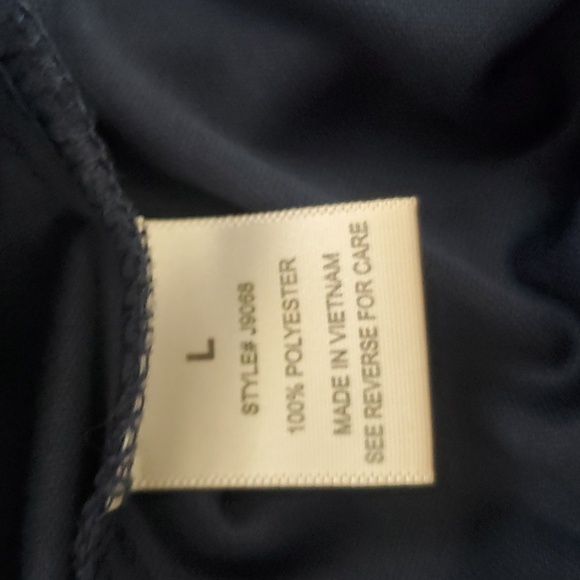 L
STYLE# J9068
100% POLYESTER
MADE IN VIETNAM
SEE REVERSE FOR CARE